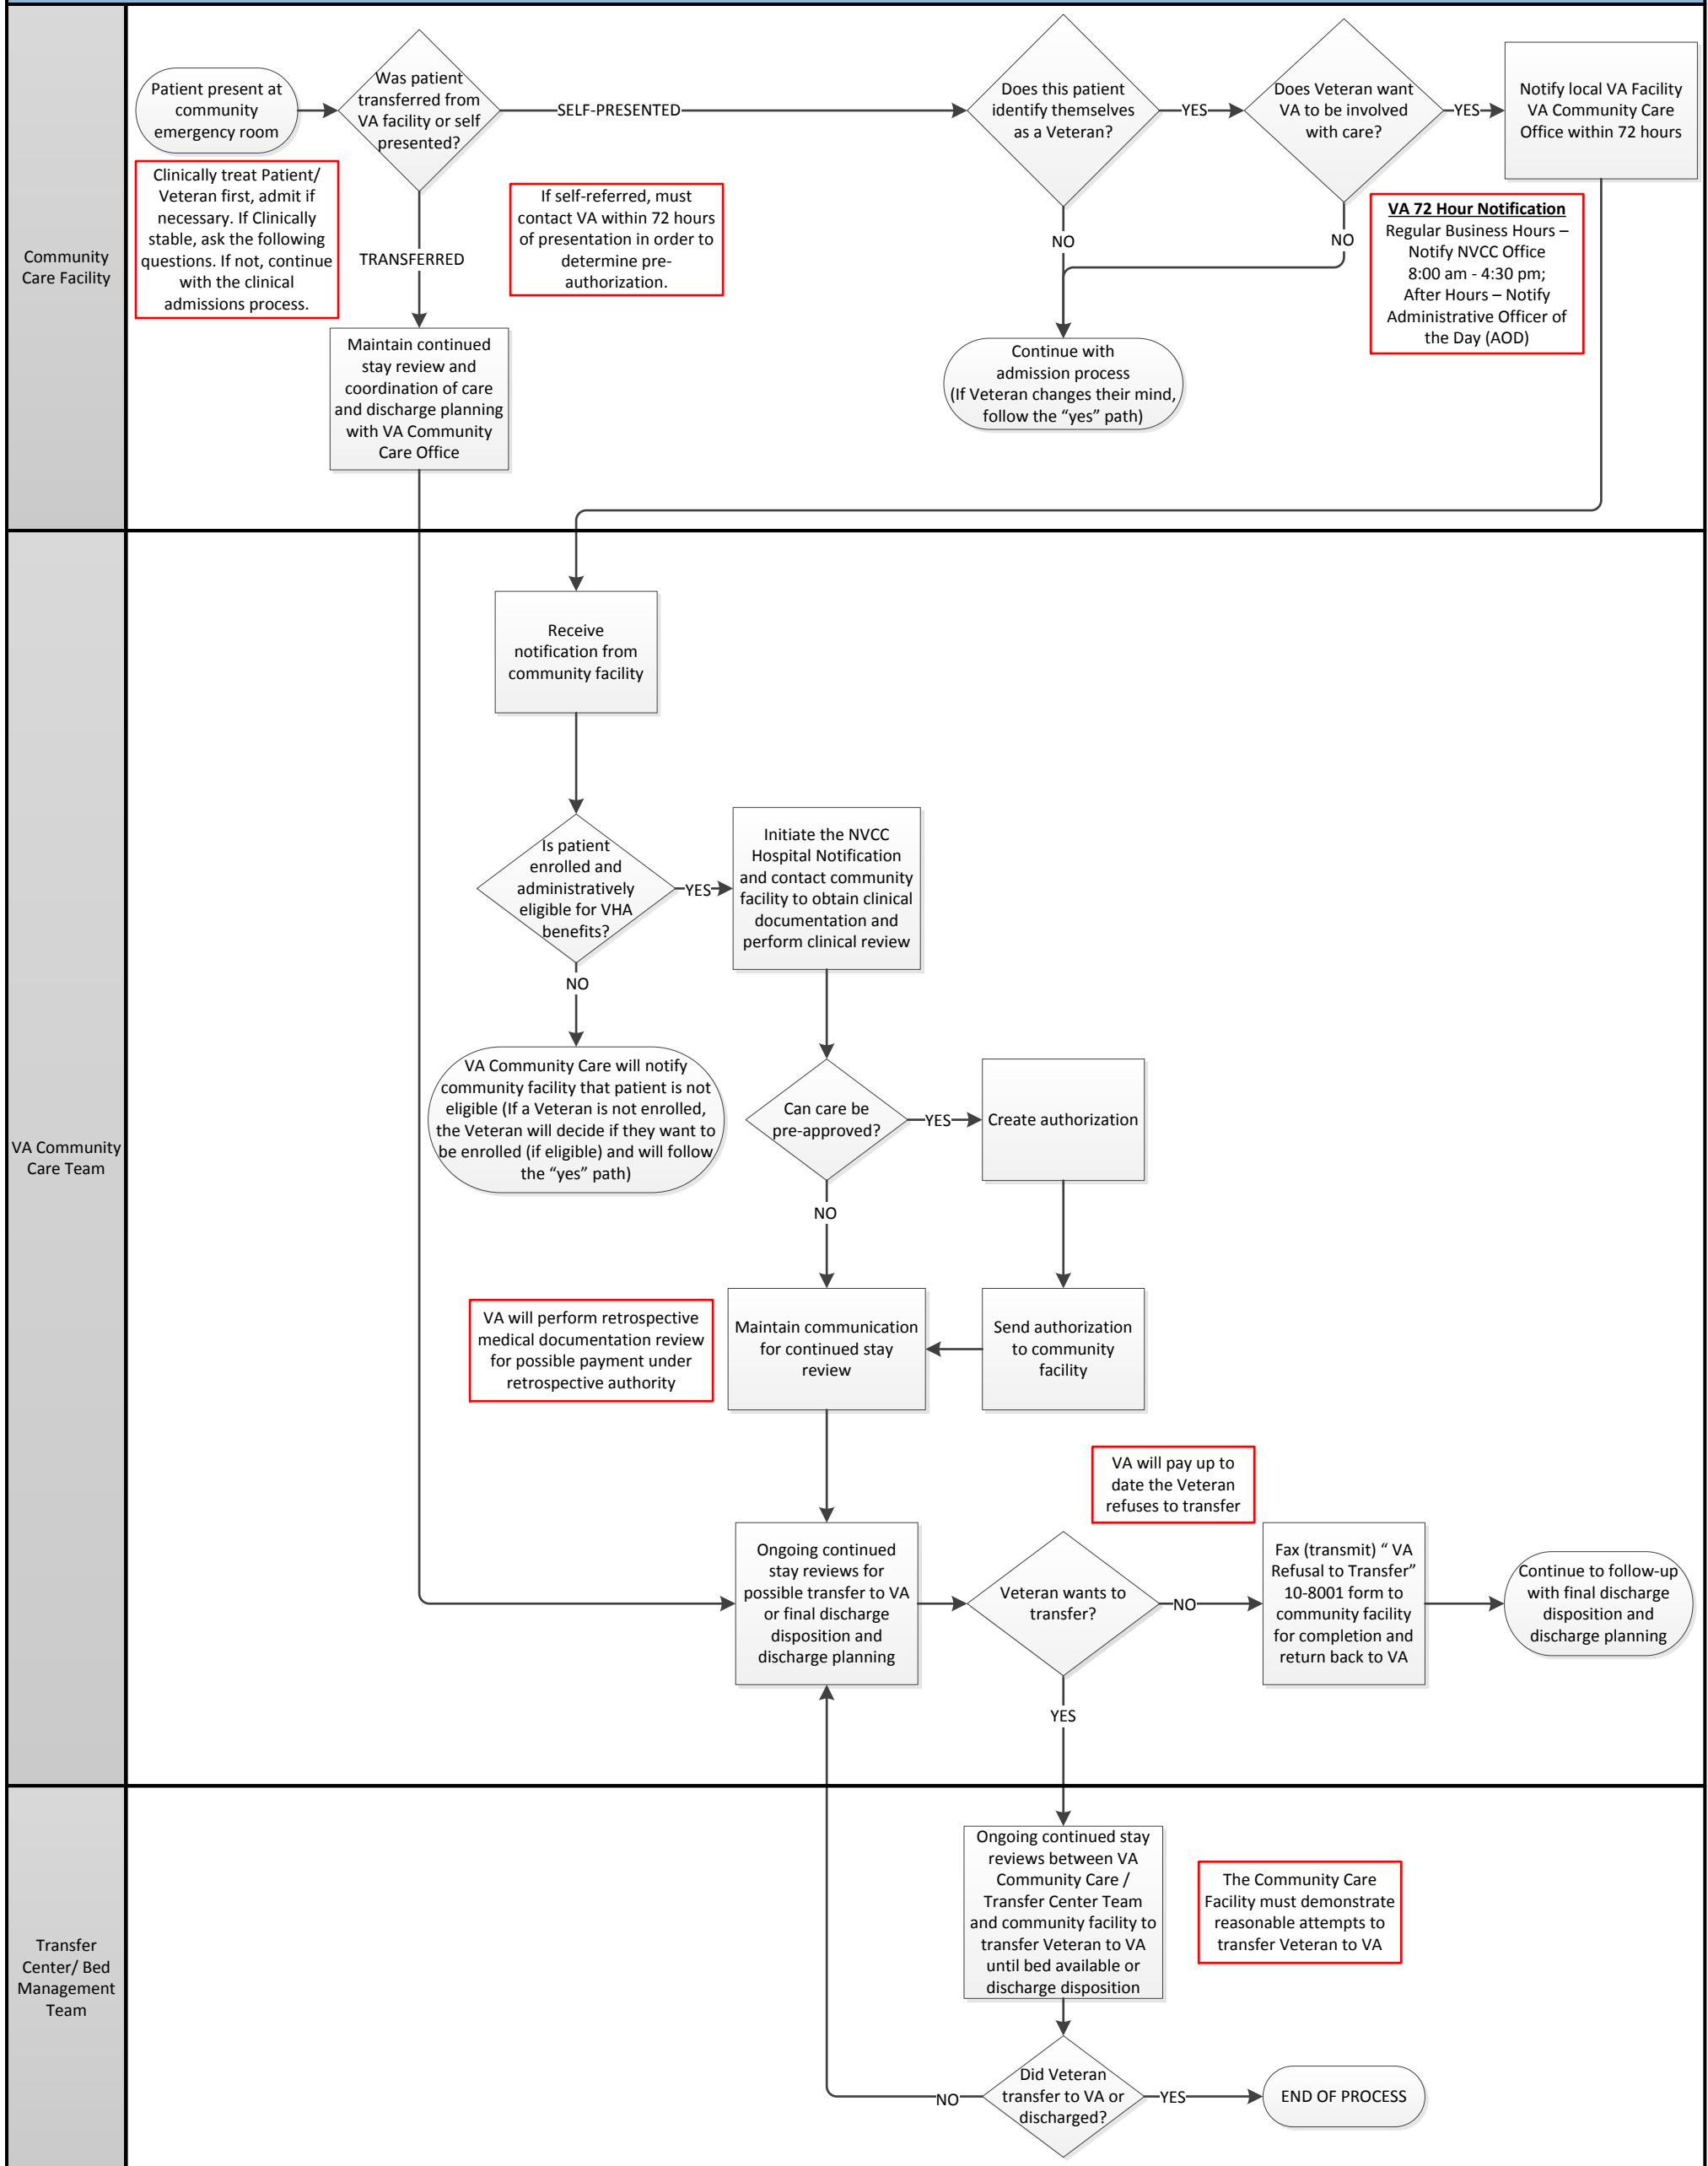 Community
Care Facility
Patient present at
community
emergency room
Was patient
transferred from
VA facility or self
presented?
SELF-PRESENTED
Does this patient
identify themselves
as a Veteran?
YES
Does Veteran want
VA to be involved
with care?
YES
Notify local VA Facility
VA Community Care
Office within 72 hours
Clinically treat Patient/
Veteran first, admit if
necessary. If Clinically
stable, ask the following
questions. If not, continue
with the clinical
admissions process.
TRANSFERRED
If self-referred, must
contact VA within 72 hours
of presentation in order to
determine pre-
authorization.
NO
NO
VA 72 Hour Notification
Regular Business Hours –
Notify NVCC Office
8:00 am - 4:30 pm;
After Hours – Notify
Administrative Officer of
the Day (AOD)
Maintain continued
stay review and
coordination of care
and discharge planning
with VA Community
Care Office
Continue with
admission process
(If Veteran changes their mind,
follow the “yes” path)
VA Community
Care Team
Receive
notification from
community facility
Is patient
enrolled and
administratively
eligible for VHA
benefits?
YES
Initiate the NVCC
Hospital Notification
and contact community
facility to obtain clinical
documentation and
perform clinical review
NO
VA Community Care will notify
community facility that patient is not
eligible (If a Veteran is not enrolled,
the Veteran will decide if they want to
be enrolled (if eligible) and will follow
the “yes” path)
Can care be
pre-approved?
YES
Create authorization
NO
VA will perform retrospective
medical documentation review
for possible payment under
retrospective authority
Maintain communication
for continued stay
review
Send authorization
to community
facility
VA will pay up to
date the Veteran
refuses to transfer
Ongoing continued
stay reviews for
possible transfer to VA
or final discharge
disposition and
discharge planning
Veteran wants to
transfer?
NO
Fax (transmit) “ VA
Refusal to Transfer”
10-8001 form to
community facility
for completion and
return back to VA
Continue to follow-up
with final discharge
disposition and
discharge planning
YES
Transfer
Center/ Bed
Management
Team
Ongoing continued stay
reviews between VA
Community Care /
Transfer Center Team
and community facility to
transfer Veteran to VA
until bed available or
discharge disposition
The Community Care
Facility must demonstrate
reasonable attempts to
transfer Veteran to VA
Did Veteran
transfer to VA or
discharged?
NO
YES
END OF PROCESS